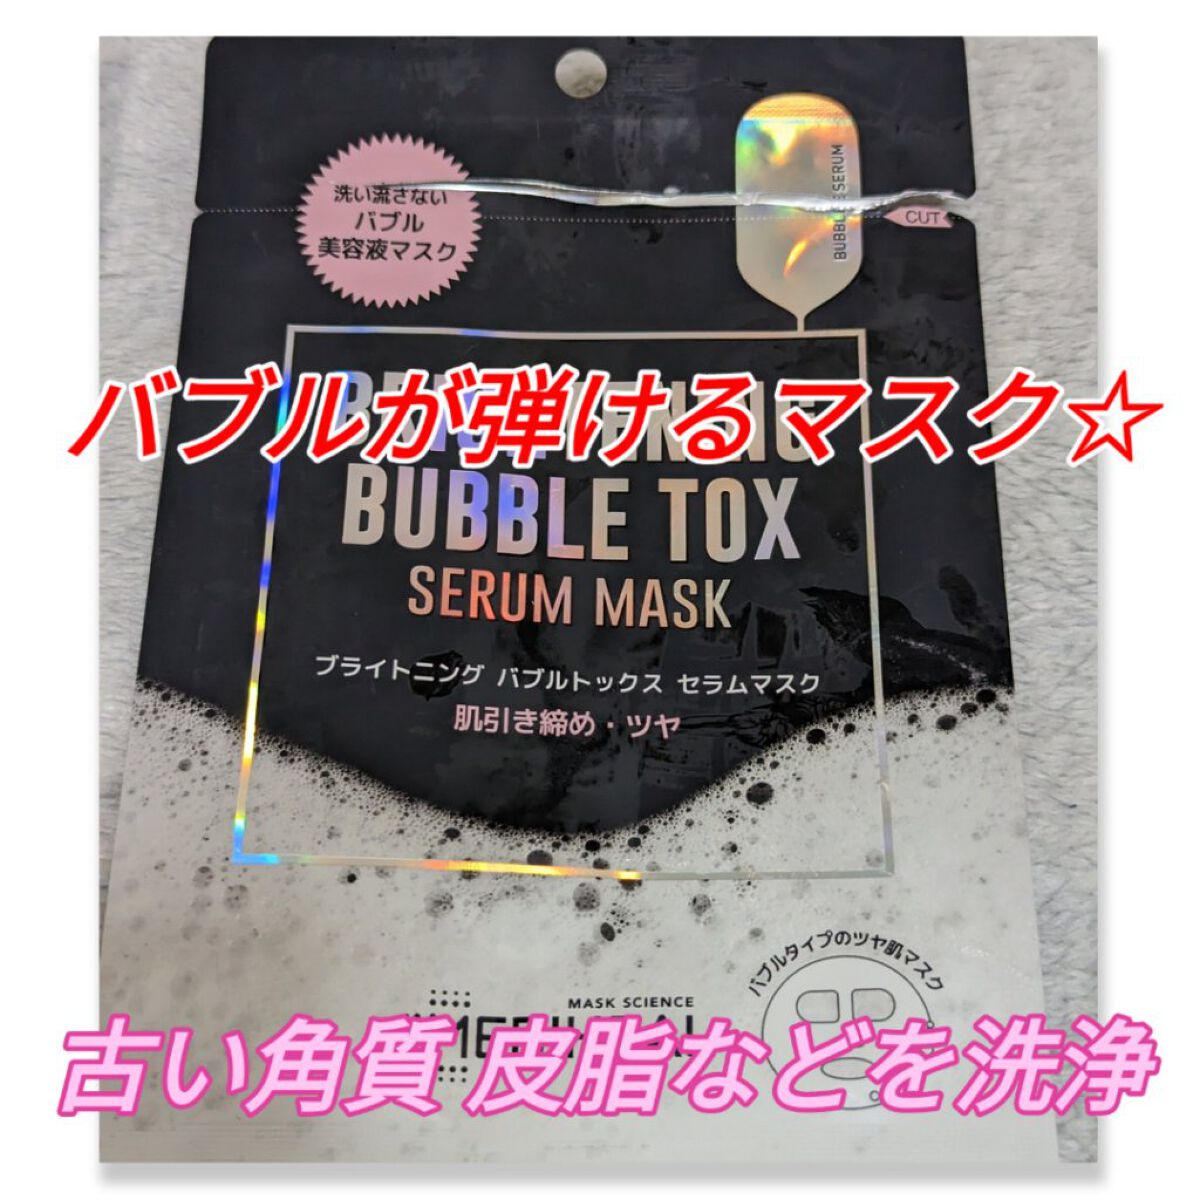 洗い流さない
バブル
美容液マスク
SERUM
CUT
バブルが弾けるマスク☆
BUBBLE TOX
SERUM MASK
ブライトニング バブルトックス セラムマスク
肌引き締め・ツヤ
バブルタイプのツヤ肌マスク
MASK SCIENCE
古い角質 皮脂などを洗浄